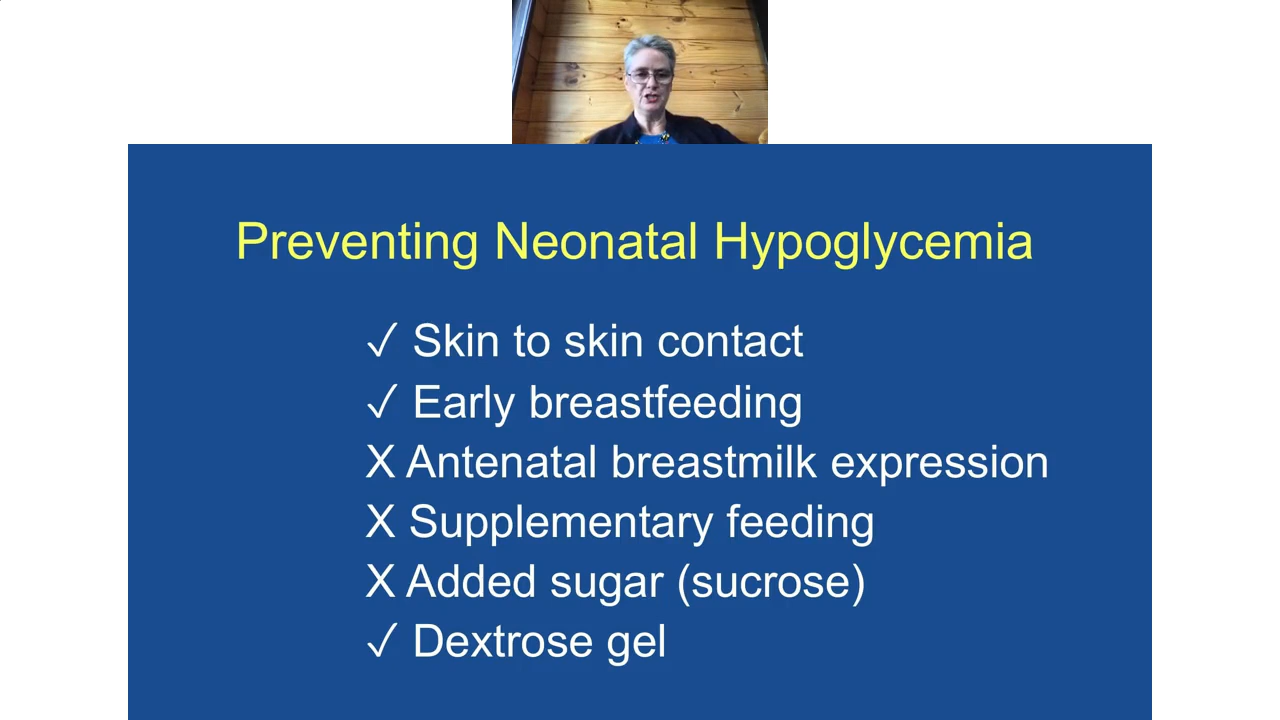 Preventing Neonatal Hypoglycemia
✓ Skin to skin contact
✓ Early breastfeeding
X Antenatal breastmilk expression
X Supplementary feeding
X Added sugar (sucrose)
✓ Dextrose gel